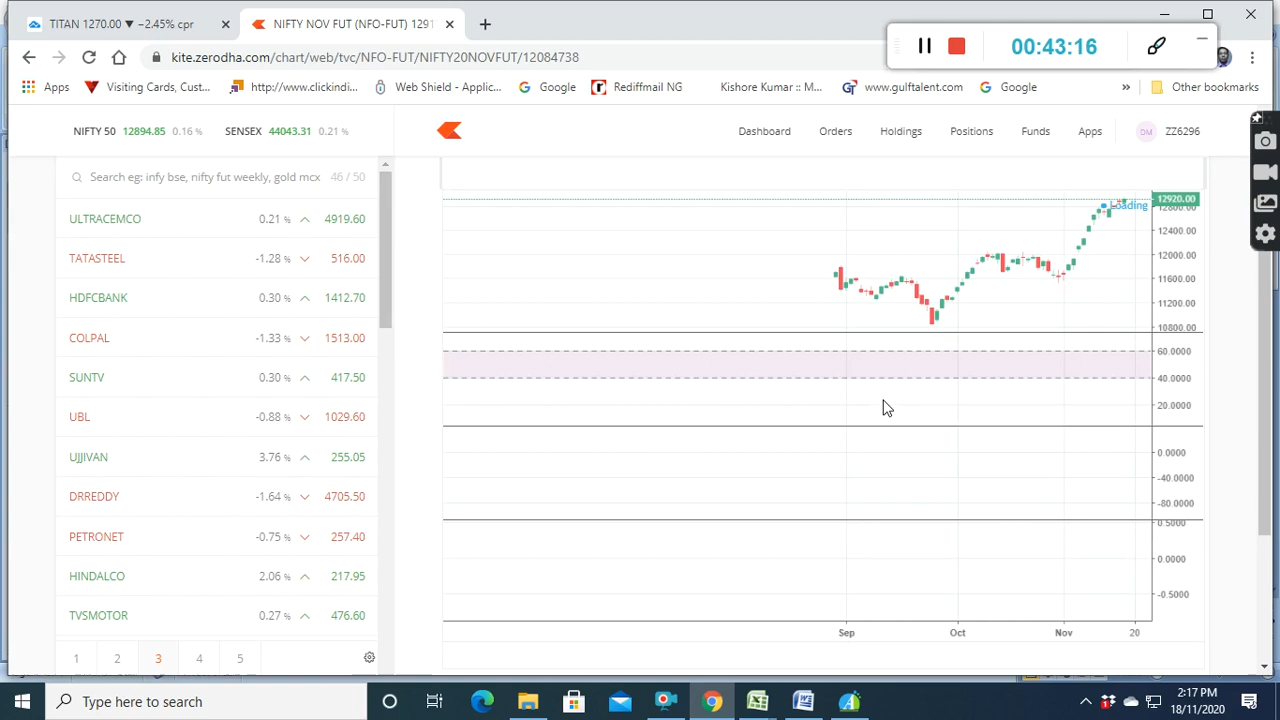 TITAN 1270.00 ▼ −2.45% cpr
NIFTY NOV FUT (NFO-FUT) 1291
00:43:16
kite.zerodha.com/chart/web/tvc/NFO-FUT/NIFTY20NOVFUT/12084738
Apps
Visiting Cards, Cust...
http://www.clickindi...
Web Shield - Applic...
Google
Rediffmail NG
Kishore Kumar :: M...
www.gulftalent.com
Google
»
Other bookmarks
NIFTY 50 12894.85 0.16 %
SENSEX 44043.31 0.21 %
Dashboard
Orders
Holdings
Positions
Funds
Apps
DM
ZZ6296
Search eg: infy bse, nifty fut weekly, gold mcx
46 / 50
ULTRACEMCO 0.21 % 4919.60
TATASTEEL -1.28 % 516.00
HDFCBANK 0.30 % 1412.70
COLPAL -1.33 % 1513.00
SUNTV 0.30 % 417.50
UBL -0.88 % 1029.60
UJJIVAN 3.76 % 255.05
DRREDDY -1.64 % 4705.50
PETRONET -0.75 % 257.40
HINDALCO 2.06 % 217.95
TVSMOTOR 0.27 % 476.60
1 2 3 4 5
Loading
12920.00
12800.00
12400.00
12000.00
11600.00
11200.00
10800.00
60.0000
40.0000
20.0000
0.0000
-40.0000
-80.0000
0.5000
0.0000
-0.5000
Sep Oct Nov 20
Type here to search
2:17 PM
18/11/2020